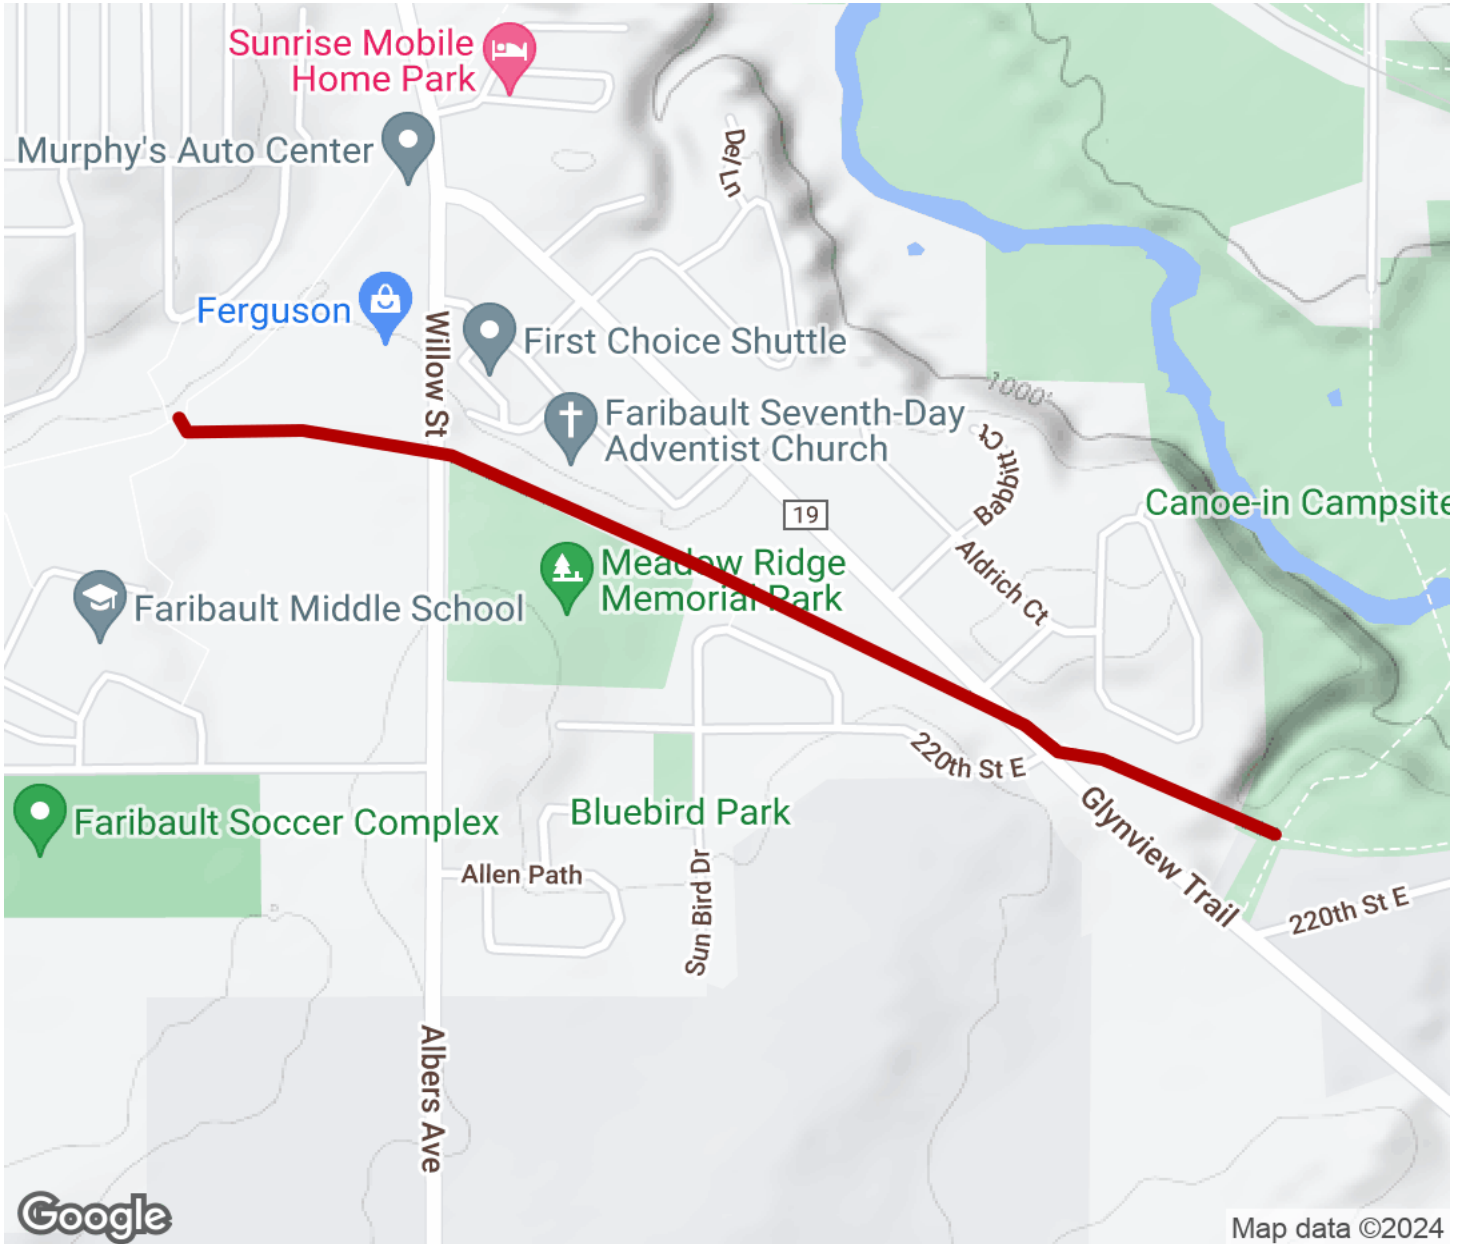 Sunrise Mobile
Home Park
Murphy's Auto Center
Del Ln
Ferguson
Willow St
First Choice Shuttle
1000'
Faribault Seventh-Day
Adventist Church
Babbitt Ct
Canoe-in Campsite
19
Aldrich Ct
Meadow Ridge
Memorial Park
Faribault Middle School
220th St E
Bluebird Park
Glynview Trail
Faribault Soccer Complex
Allen Path
Sun Bird Dr
220th St E
Albers Ave
Google
Map data ©2024